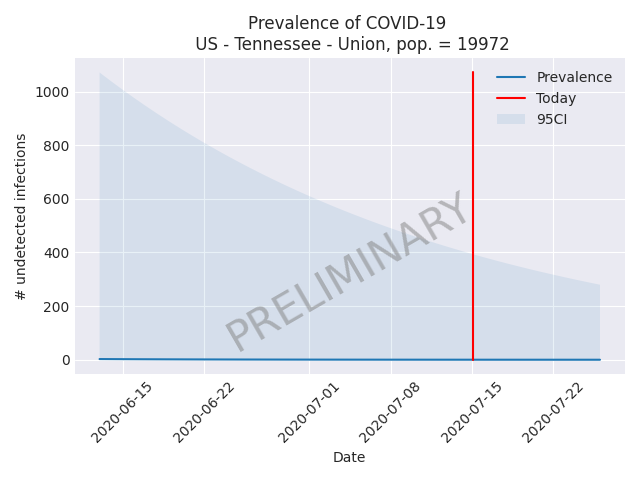 Prevalence of COVID-19
US - Tennessee - Union, pop. = 19972
Prevalence
Today
95CI
# undetected infections
1000
800
600
400
200
0
PRELIMINARY
2020-06-15
2020-06-22
2020-07-01
2020-07-08
2020-07-15
2020-07-22
Date